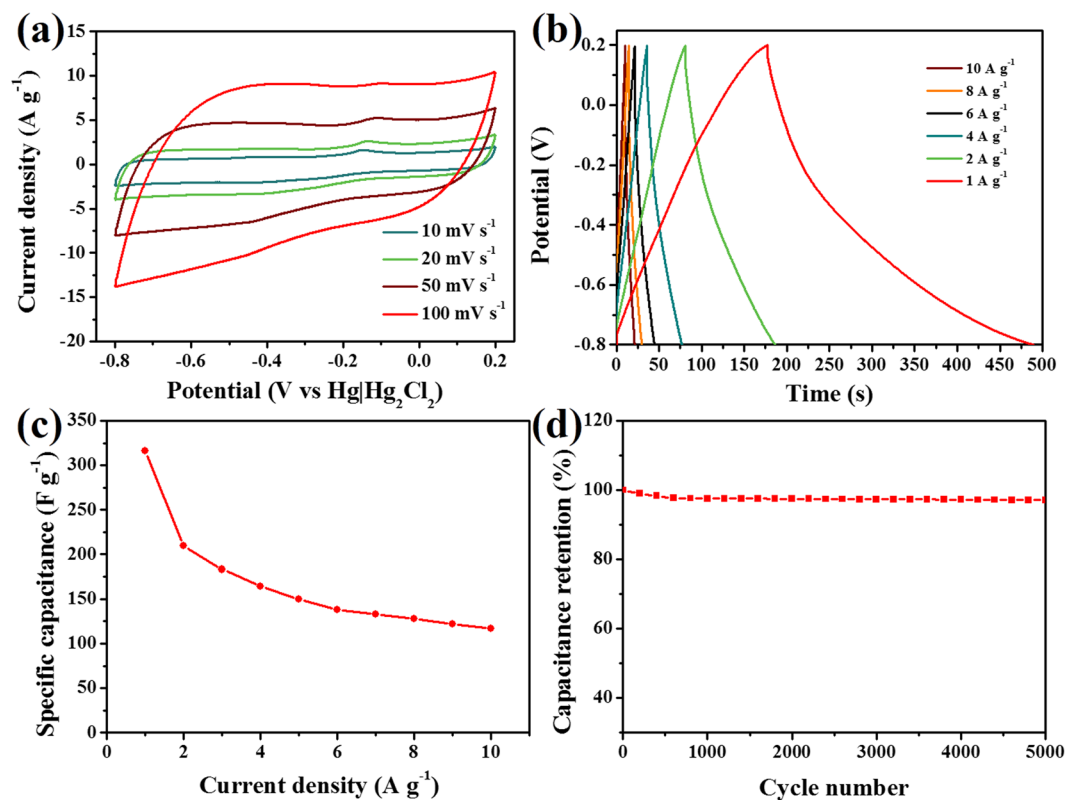 (a)
Current density (A g⁻¹)
15
10
5
0
-5
-10
-15
-20
10 mV s⁻¹
20 mV s⁻¹
50 mV s⁻¹
100 mV s⁻¹
-0.8 -0.6 -0.4 -0.2 0.0 0.2
Potential (V vs Hg|Hg₂Cl₂)
(b)
Potential (V)
0.2
0.0
-0.2
-0.4
-0.6
-0.8
10 A g⁻¹
8 A g⁻¹
6 A g⁻¹
4 A g⁻¹
2 A g⁻¹
1 A g⁻¹
0 50 100 150 200 250 300 350 400 450 500
Time (s)
(c)
Specific capacitance (F g⁻¹)
350
300
250
200
150
100
50
0
0 2 4 6 8 10
Current density (A g⁻¹)
(d)
Capacitance retention (%)
120
100
80
60
40
0 1000 2000 3000 4000 5000
Cycle number